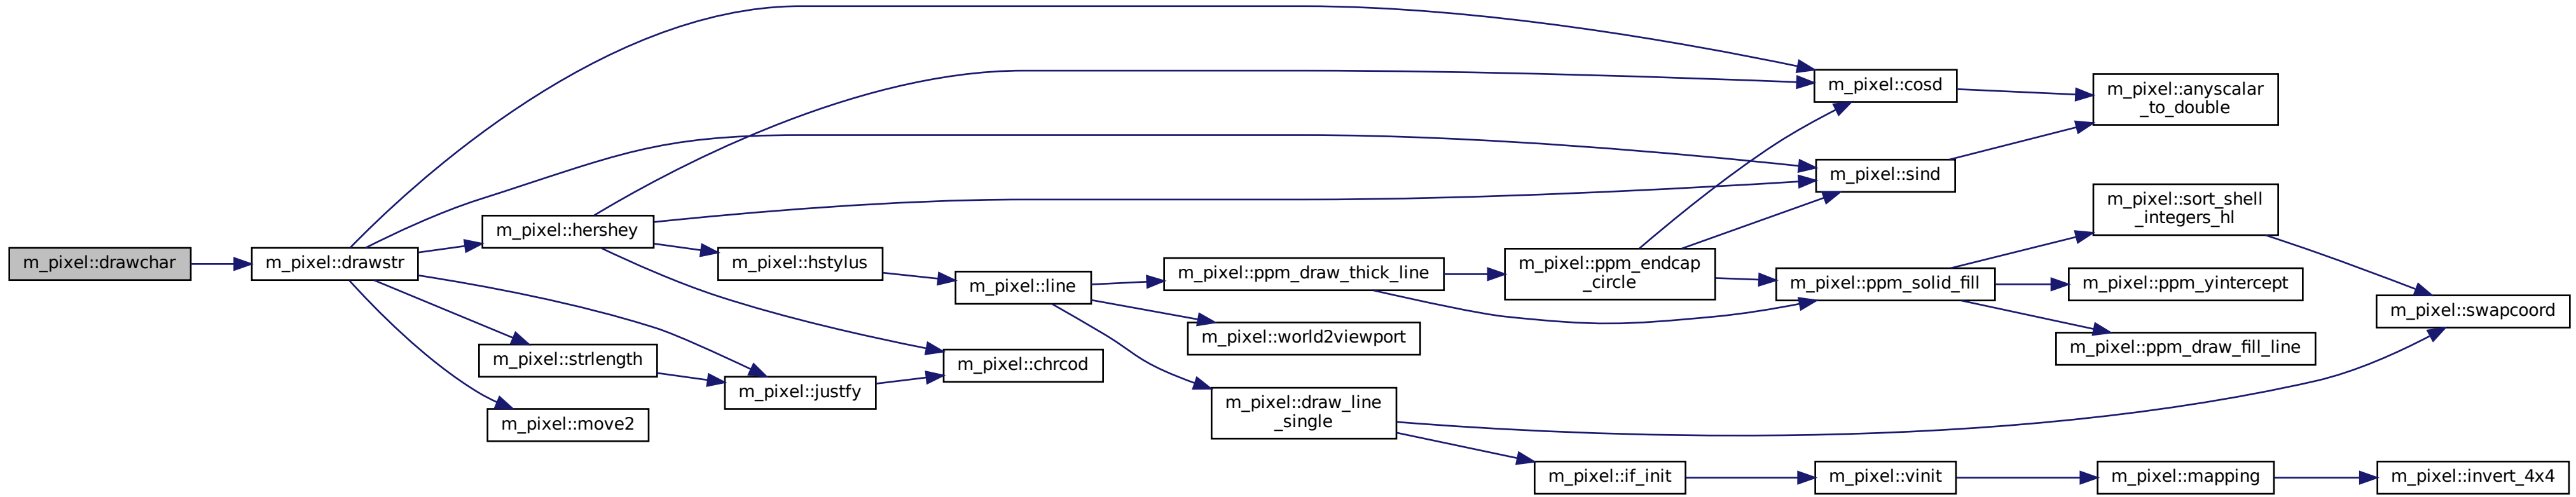 m_pixel::drawchar
m_pixel::drawstr
m_pixel::hershey
m_pixel::strlength
m_pixel::move2
m_pixel::hstylus
m_pixel::justfy
m_pixel::line
m_pixel::chrcod
m_pixel::ppm_draw_thick_line
m_pixel::world2viewport
m_pixel::draw_line
_single
m_pixel::ppm_endcap
_circle
m_pixel::if_init
m_pixel::cosd
m_pixel::sind
m_pixel::ppm_solid_fill
m_pixel::vinit
m_pixel::anyscalar
_to_double
m_pixel::sort_shell
_integers_hl
m_pixel::ppm_yintercept
m_pixel::ppm_draw_fill_line
m_pixel::mapping
m_pixel::swapcoord
m_pixel::invert_4x4